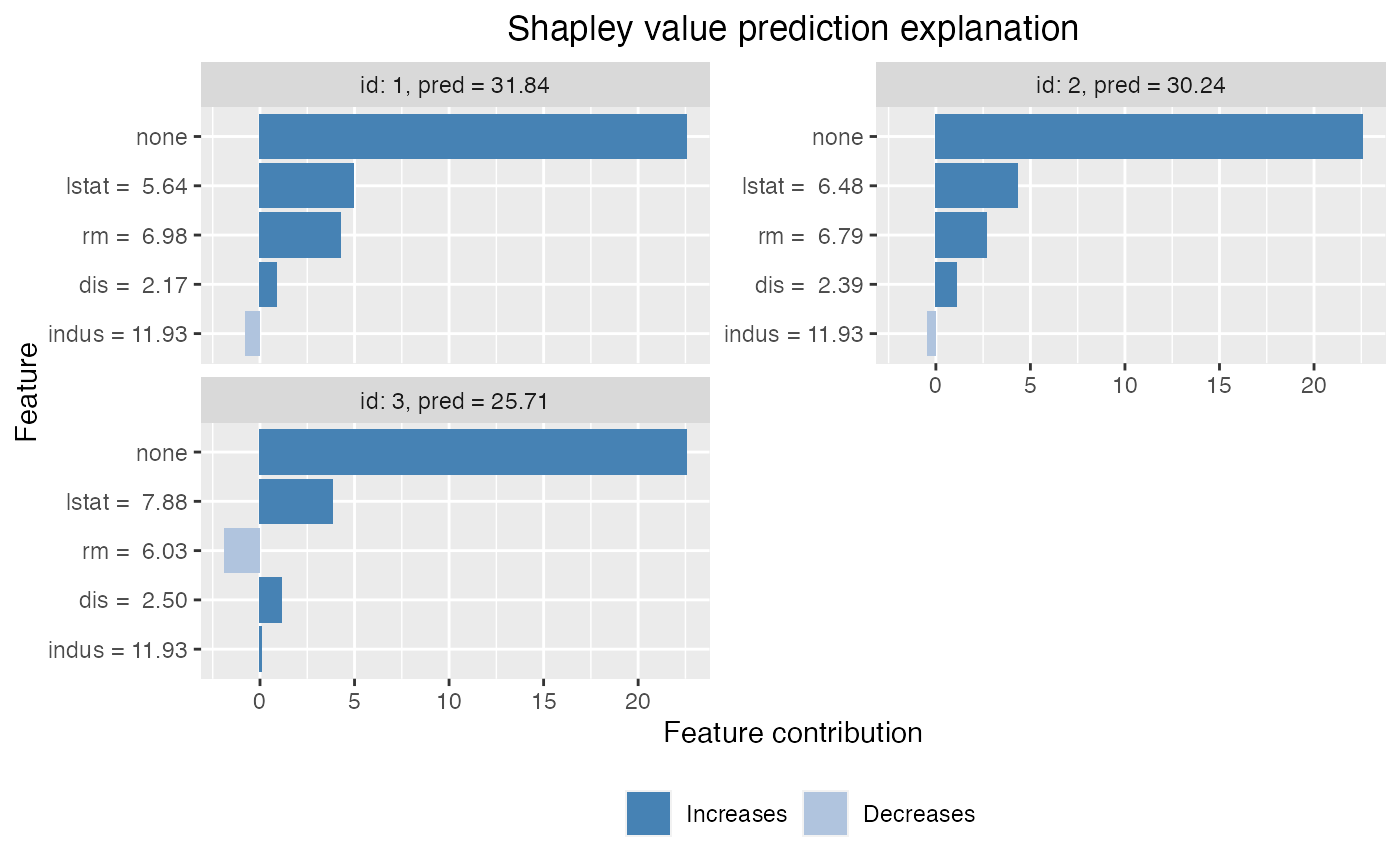 Shapley value prediction explanation
id: 1, pred = 31.84
none
lstat = 5.64
rm = 6.98
dis = 2.17
indus = 11.93
id: 2, pred = 30.24
none
lstat = 6.48
rm = 6.79
dis = 2.39
indus = 11.93
0 5 10 15 20
Feature
id: 3, pred = 25.71
none
lstat = 7.88
rm = 6.03
dis = 2.50
indus = 11.93
0 5 10 15 20
Feature contribution
Increases Decreases